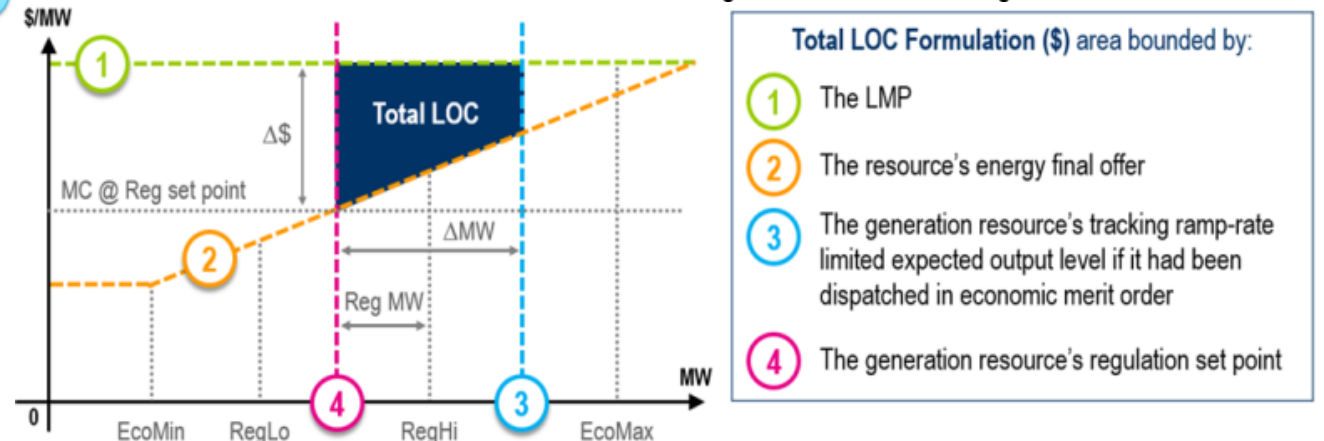 $/MW
1
Total LOC
Δ$
MC @ Reg set point
ΔMW
2
Reg MW
MW
4
3
0
EcoMin
RegLo
RegHi
EcoMax
Total LOC Formulation ($) area bounded by:
1 The LMP
2 The resource's energy final offer
3 The generation resource's tracking ramp-rate
limited expected output level if it had been
dispatched in economic merit order
4 The generation resource's regulation set point